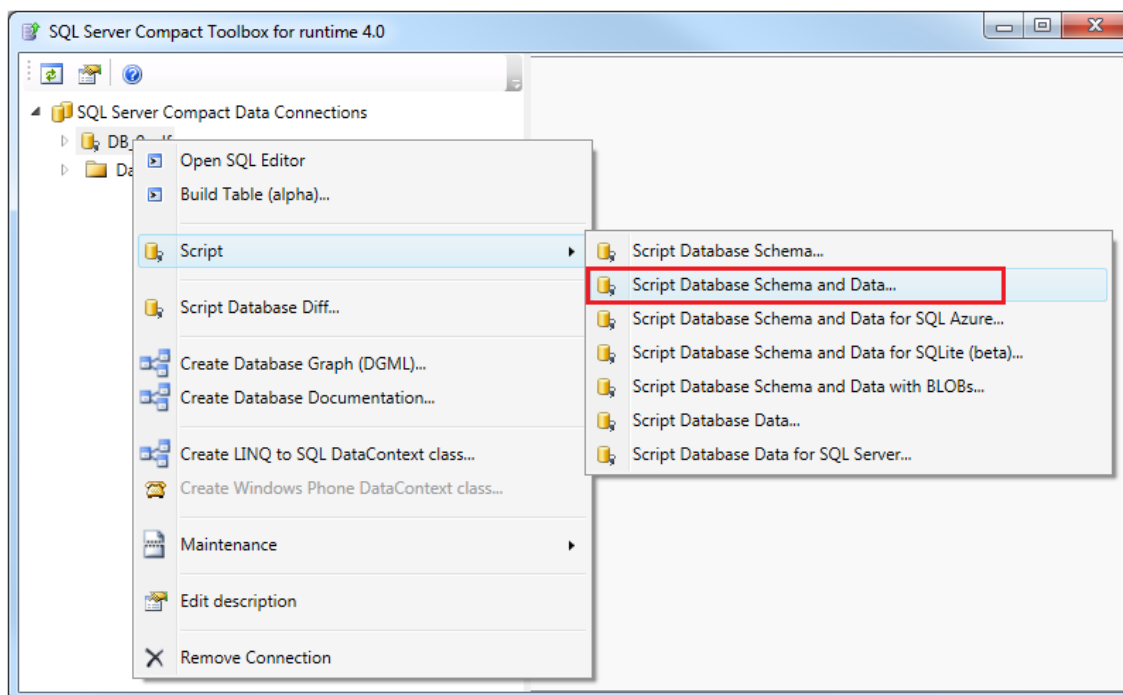 SQL Server Compact Toolbox for runtime 4.0
SQL Server Compact Data Connections
Open SQL Editor
Build Table (alpha)...
Script
Script Database Diff...
Create Database Graph (DGML)...
Create Database Documentation...
Create LINQ to SQL DataContext class...
Create Windows Phone DataContext class...
Maintenance
Edit description
Remove Connection
Script Database Schema...
Script Database Schema and Data...
Script Database Schema and Data for SQL Azure...
Script Database Schema and Data for SQLite (beta)...
Script Database Schema and Data with BLOBs...
Script Database Data...
Script Database Data for SQL Server...